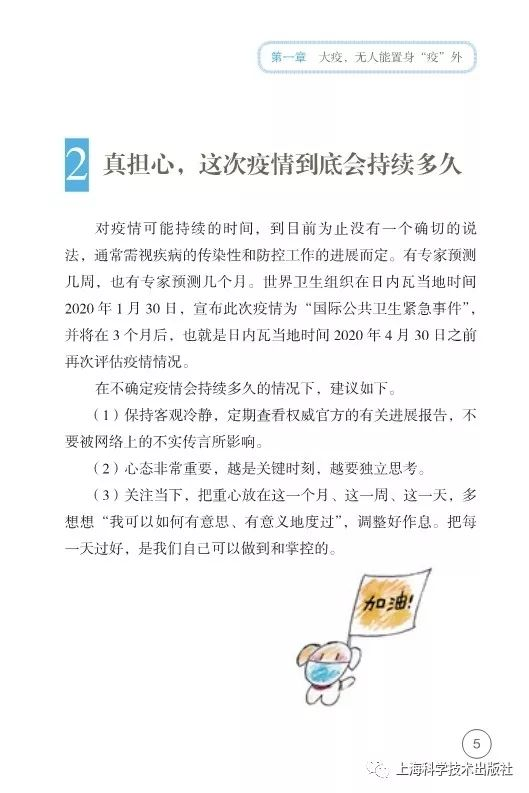 第一章 大疫，无人能置身“疫”外
2 真担心，这次疫情到底会持续多久
对疫情可能持续的时间，到目前为止没有一个确切的说
法，通常需视疾病的传染性和防控工作的进展而定。有专家预测
几周，也有专家预测几个月。世界卫生组织在日内瓦当地时间
2020 年 1 月 30 日，宣布此次疫情为“国际公共卫生紧急事件”，
并将在 3 个月后，也就是日内瓦当地时间 2020 年 4 月 30 日之前
再次评估疫情情况。
在不确定疫情会持续多久的情况下，建议如下。
（1）保持客观冷静，定期查看权威官方的有关进展报告，不
要被网络上的不实传言所影响。
（2）心态非常重要，越是关键时刻，越要独立思考。
（3）关注当下，把重心放在这一个月、这一周、这一天，多
想想“我可以如何有意思、有意义地度过”，调整好作息。把每
一天过好，是我们自己可以做到和掌控的。
加油!
5
上海科学技术出版社